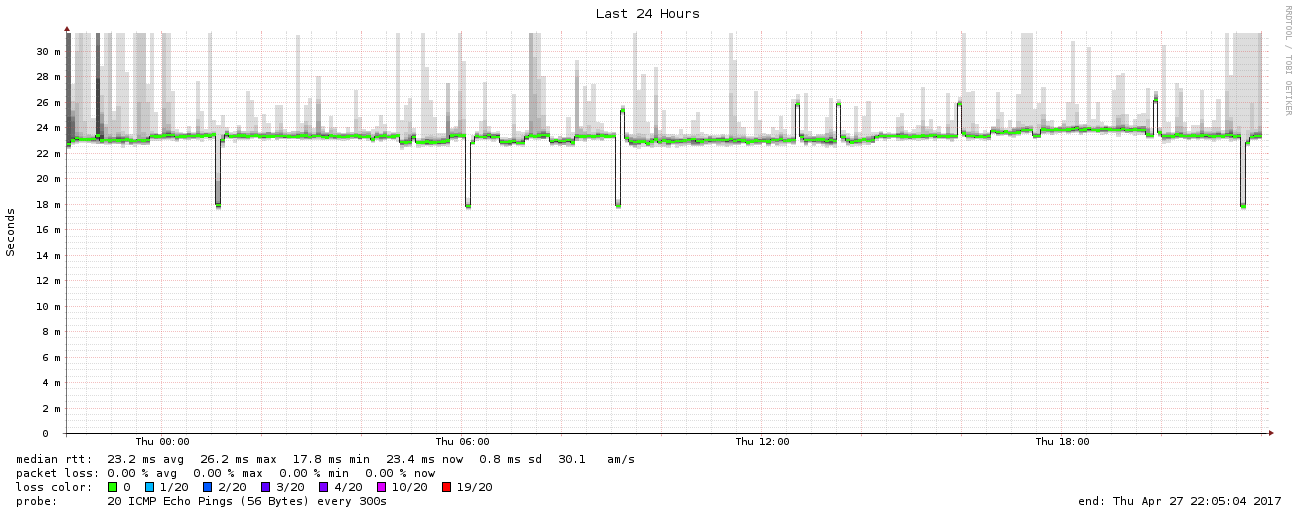 Last 24 Hours
RRDTOOL / TOBI OETIKER
Seconds
30 m
28 m
26 m
24 m
22 m
20 m
18 m
16 m
14 m
12 m
10 m
8 m
6 m
4 m
2 m
0
Thu 00:00 Thu 06:00 Thu 12:00 Thu 18:00
median rtt: 23.2 ms avg 26.2 ms max 17.8 ms min 23.4 ms now 0.8 ms sd 30.1 am/s
packet loss: 0.00 % avg 0.00 % max 0.00 % min 0.00 % now
loss color: 0 1/20 2/20 3/20 4/20 10/20 19/20
probe: 20 ICMP Echo Pings (56 Bytes) every 300s end: Thu Apr 27 22:05:04 2017